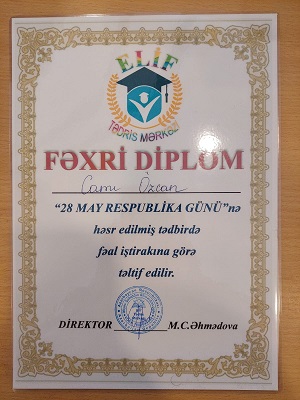 ELİF
TƏDRİS MƏRKƏZİ
FƏXRİ DİPLOM
Cami Özcan
“28 MAY RESPUBLİKA GÜNÜ”nə
həsr edilmiş tədbirdə
fəal iştirakına görə
təltif edilir.
DİREKTOR M.C.Əhmədova